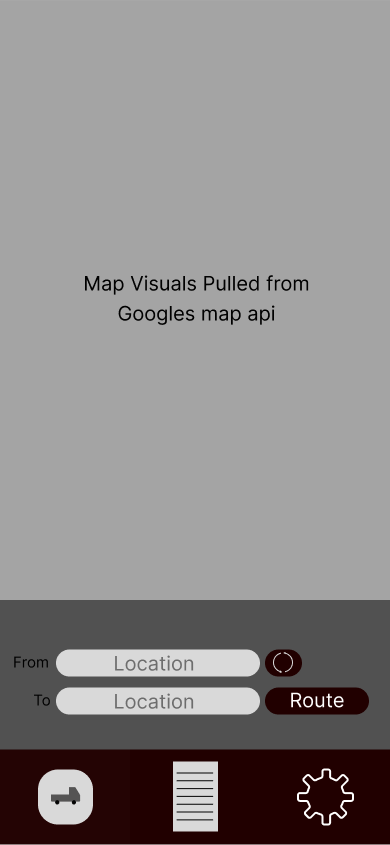 Map Visuals Pulled from
Googles map api
From
Location
To
Location
Route